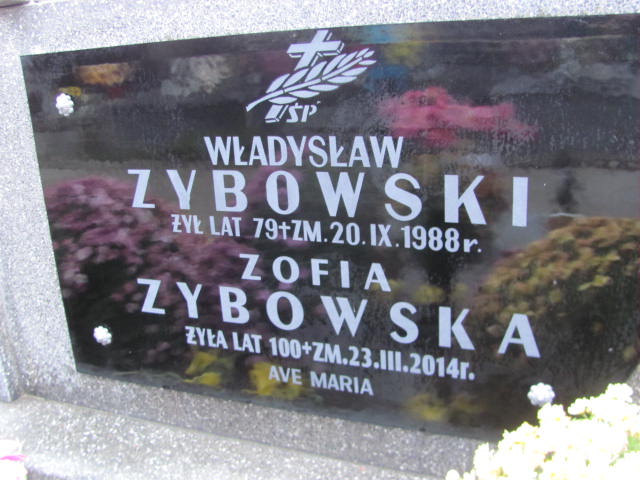 ŚP
WŁADYSŁAW
ZYBOWSKI
ŻYŁ LAT 79+ZM. 20. IX. 1988r.
ZOFIA
ZYBOWSKA
ŻYŁA LAT 100+ZM. 23. III. 2014r.
AVE MARIA